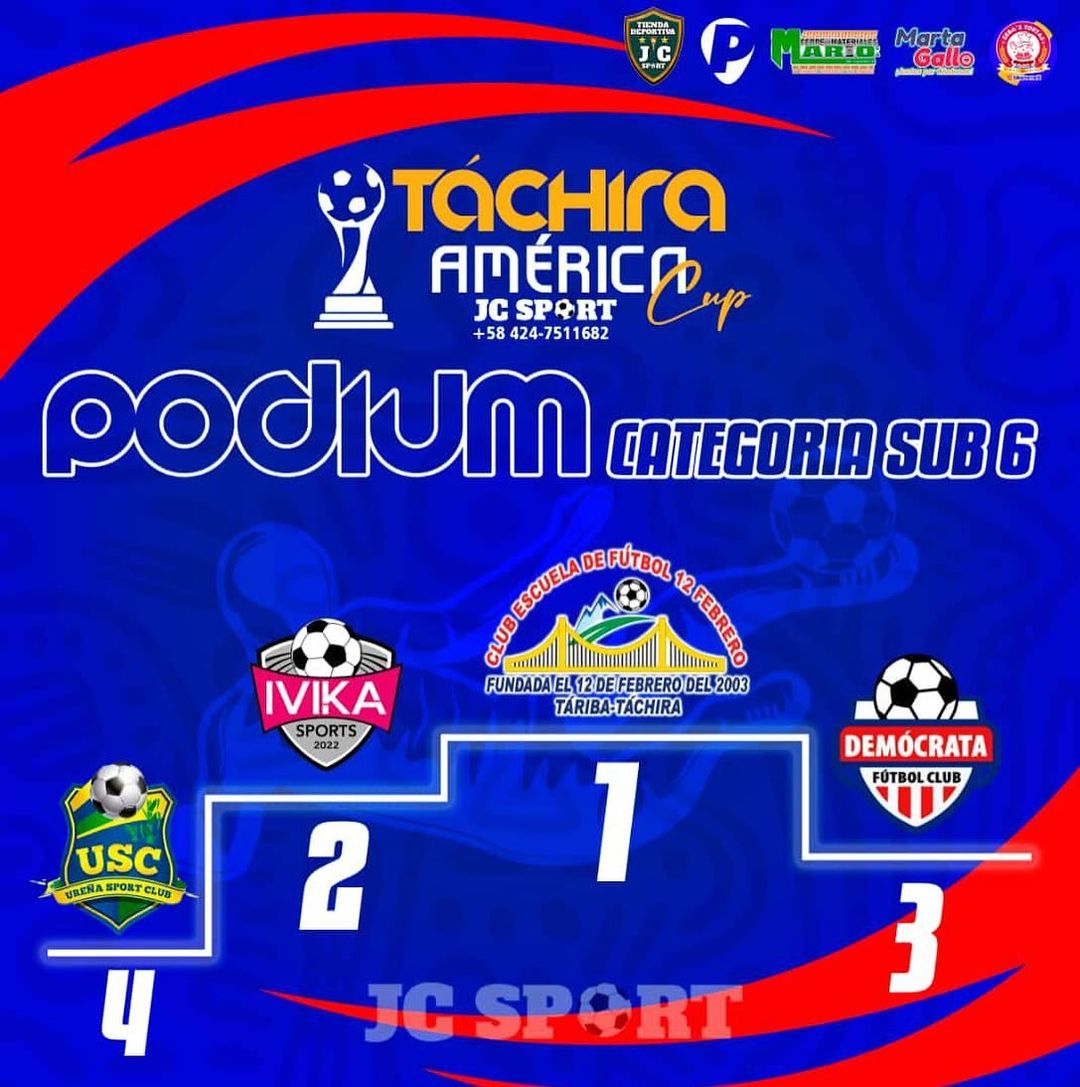 TIENDA
DEPORTIVA
JC
SPORT
P
MARIO
Marta
Gallo
TÁCHIRA
AMÉRICA
Cup
JC SPORT
+58 424-7511682
PODIUM CATEGORIA SUB 6
CLUB ESCUELA DE FÚTBOL 12 FEBRERO
FUNDADA EL 12 DE FEBRERO DEL 2003
TÁRIBA-TÁCHIRA
IVIKA
SPORTS
2022
DEMÓCRATA
FÚTBOL CLUB
USC
UREÑA SPORT CLUB
1
2
3
4
JC SPORT